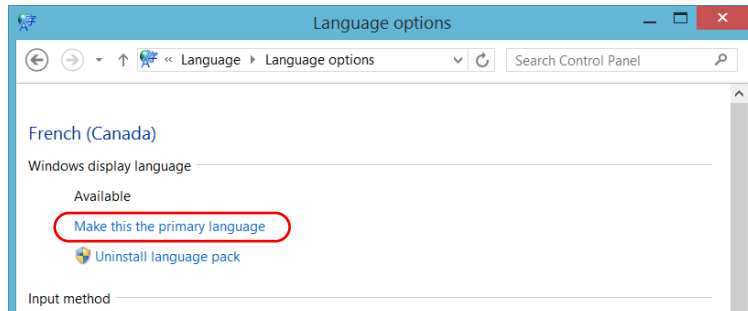 Language options
« Language Language options Search Control Panel
French (Canada)
Windows display language
Available
Make this the primary language
Uninstall language pack
Input method